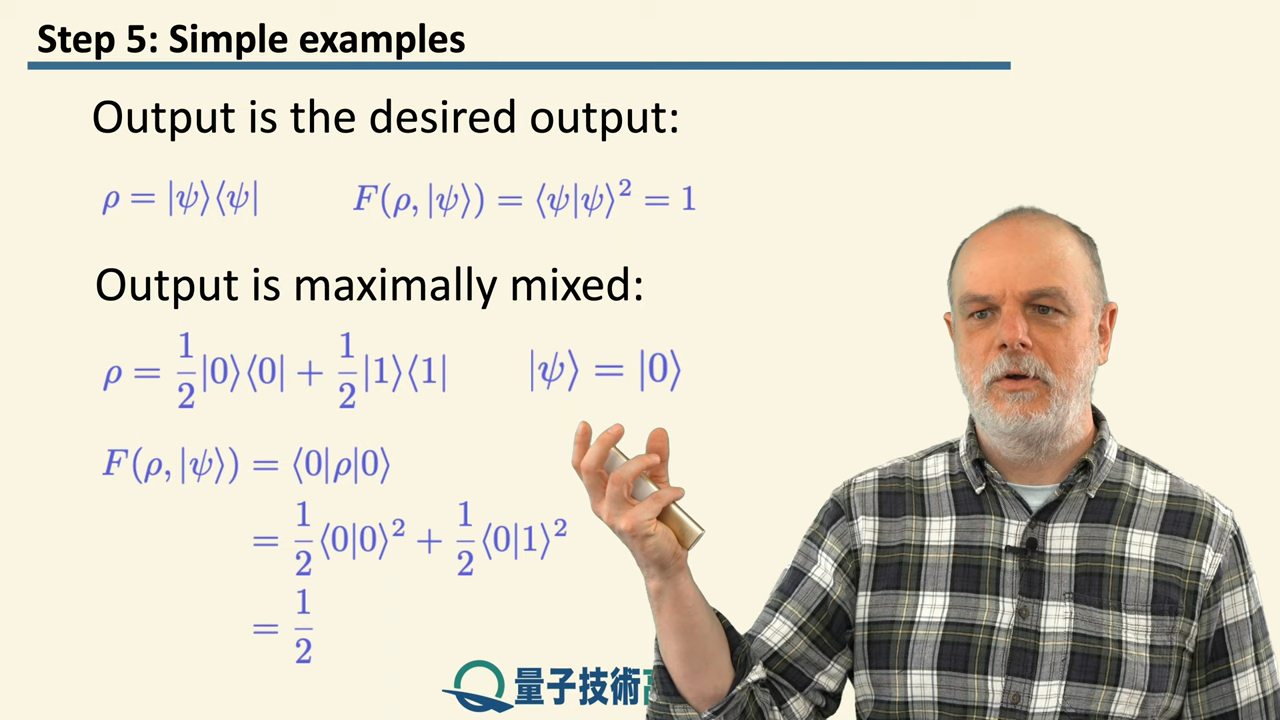 Step 5: Simple examples
Output is the desired output:
ρ = |ψ⟩⟨ψ| F(ρ, |ψ⟩) = ⟨ψ|ψ⟩² = 1
Output is maximally mixed:
ρ = 1/2|0⟩⟨0| + 1/2|1⟩⟨1| |ψ⟩ = |0⟩
F(ρ, |ψ⟩) = ⟨0|ρ|0⟩
= 1/2⟨0|0⟩² + 1/2⟨0|1⟩²
= 1/2
量子技術